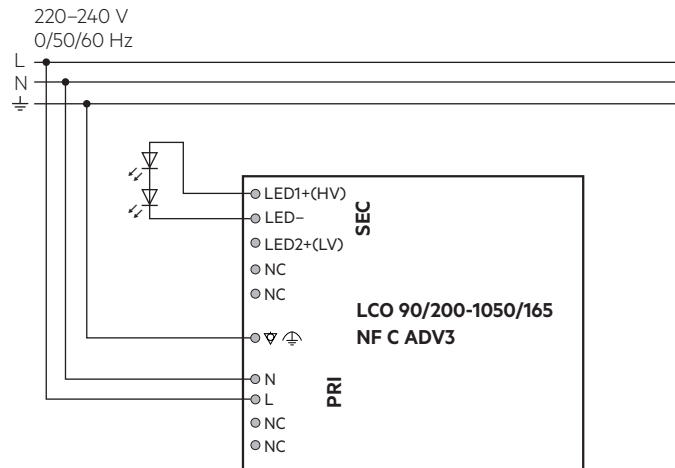 220–240 V
0/50/60 Hz
L
N
LED1+(HV)
LED–
SEC
LED2+(LV)
NC
NC
LCO 90/200-1050/165
NF C ADV3
N
PRI
L
NC
NC